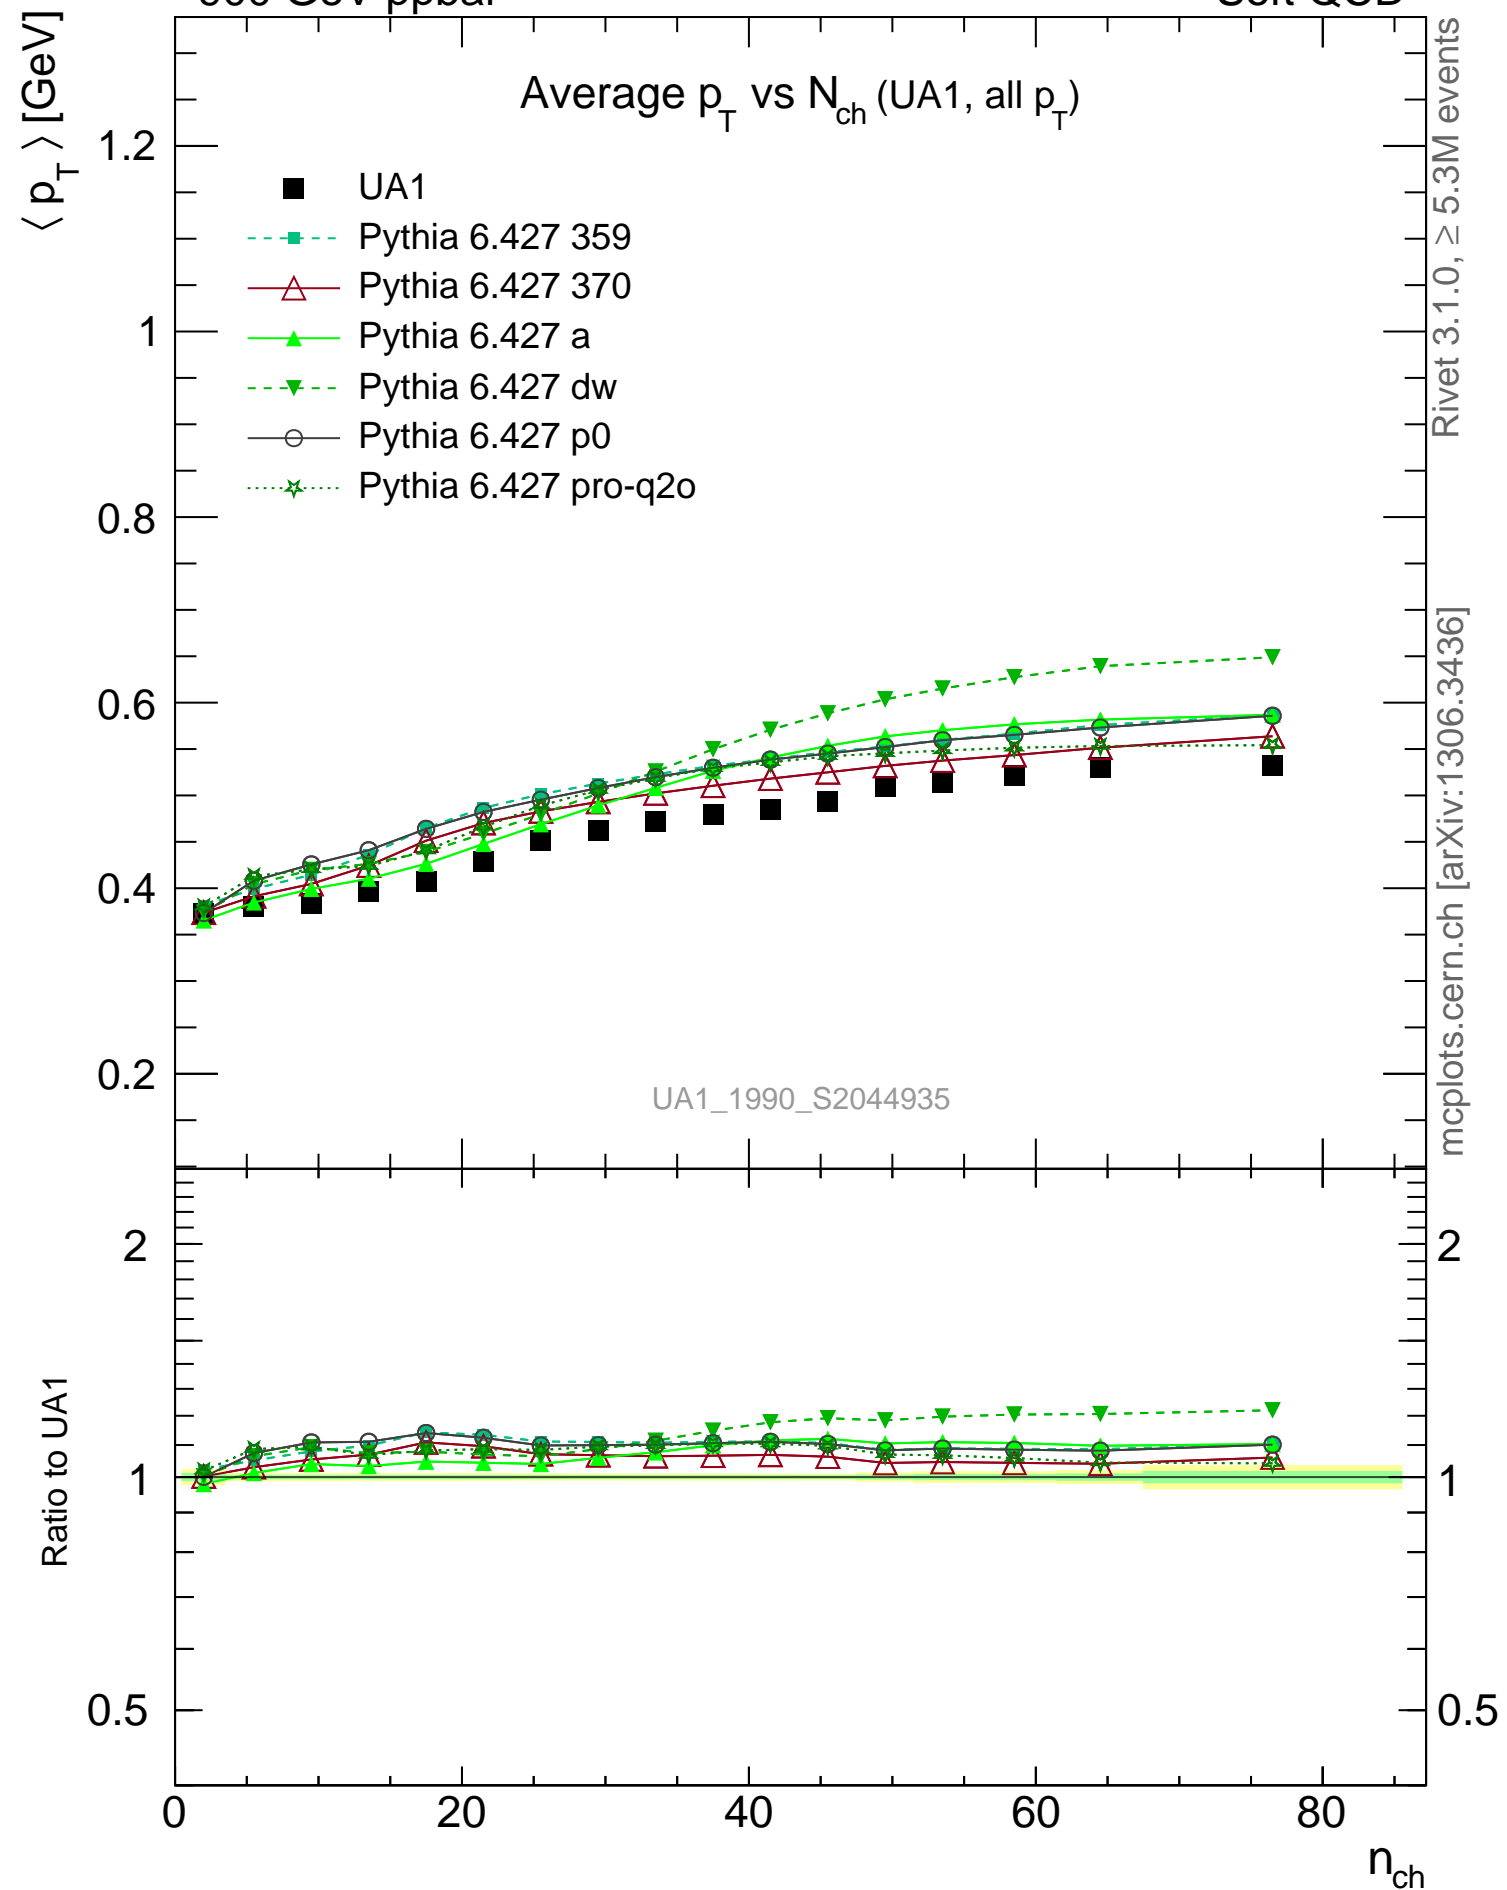 ⟨ p_T ⟩ [GeV]
Average p_T vs N_ch (UA1, all p_T)
UA1
Pythia 6.427 359
Pythia 6.427 370
Pythia 6.427 a
Pythia 6.427 dw
Pythia 6.427 p0
Pythia 6.427 pro-q2o
1.2
1
0.8
0.6
0.4
0.2
UA1_1990_S2044935
Rivet 3.1.0, ≥ 5.3M events
mcplots.cern.ch [arXiv:1306.3436]
Ratio to UA1
2
1
0.5
2
1
0.5
0 20 40 60 80
n_ch